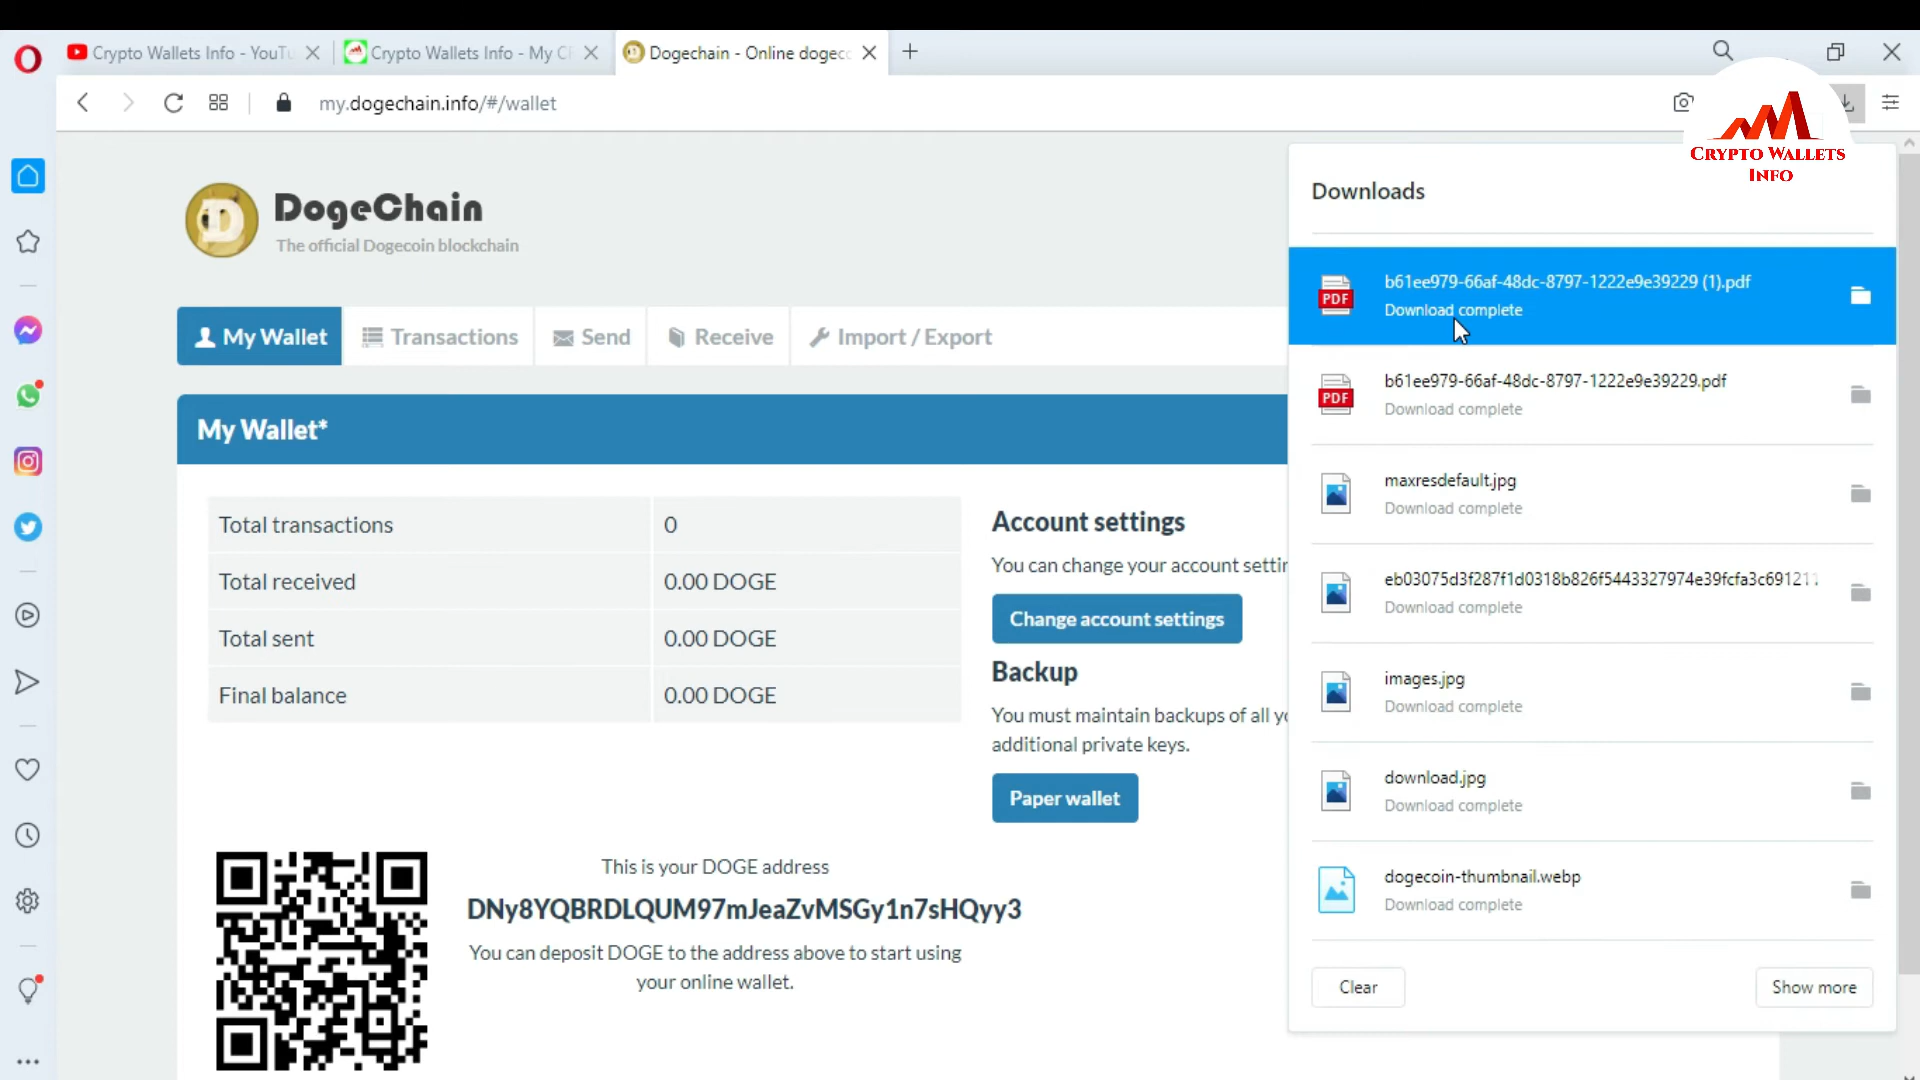 Crypto Wallets Info - YouTu
Crypto Wallets Info - My C
Dogechain - Online dogeco
my.dogechain.info/#/wallet
CRYPTO WALLETS
INFO
DogeChain
The official Dogecoin blockchain
My Wallet
Transactions
Send
Receive
Import / Export
My Wallet*
Total transactions 0
Total received 0.00 DOGE
Total sent 0.00 DOGE
Final balance 0.00 DOGE
Account settings
You can change your account settin
Change account settings
Backup
You must maintain backups of all yo
additional private keys.
Paper wallet
This is your DOGE address
DNy8YQBRDLQUM97mJeaZvMSGy1n7sHQyy3
You can deposit DOGE to the address above to start using
your online wallet.
Downloads
PDF
b61ee979-66af-48dc-8797-1222e9e39229 (1).pdf
Download complete
PDF
b61ee979-66af-48dc-8797-1222e9e39229.pdf
Download complete
maxresdefault.jpg
Download complete
eb03075d3f287f1d0318b826f5443327974e39fcfa3c691211
Download complete
images.jpg
Download complete
download.jpg
Download complete
dogecoin-thumbnail.webp
Download complete
Clear
Show more